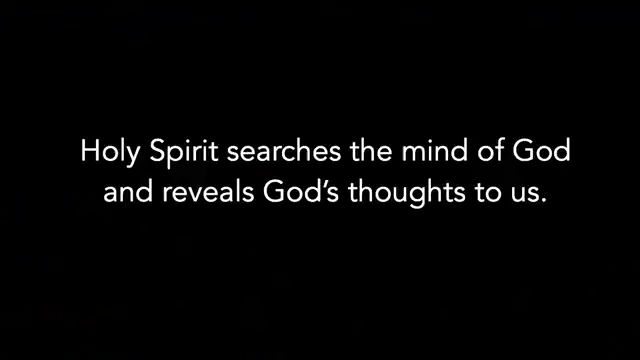 Holy Spirit searches the mind of God
and reveals God’s thoughts to us.